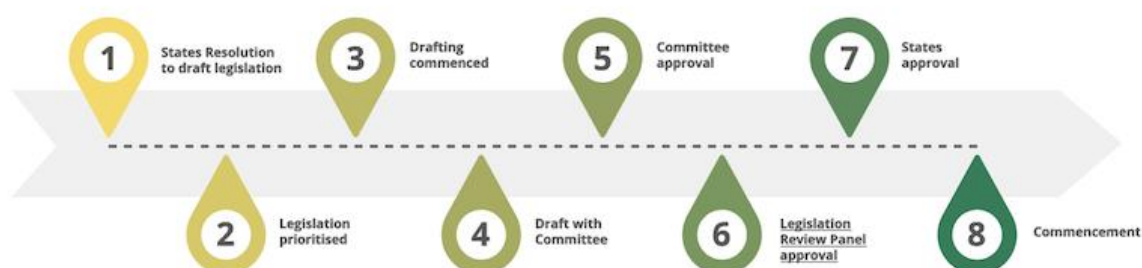 1
States Resolution
to draft legislation
2
Legislation
prioritised
3
Drafting
commenced
4
Draft with
Committee
5
Committee
approval
6
Legislation
Review Panel
approval
7
States
approval
8
Commencement